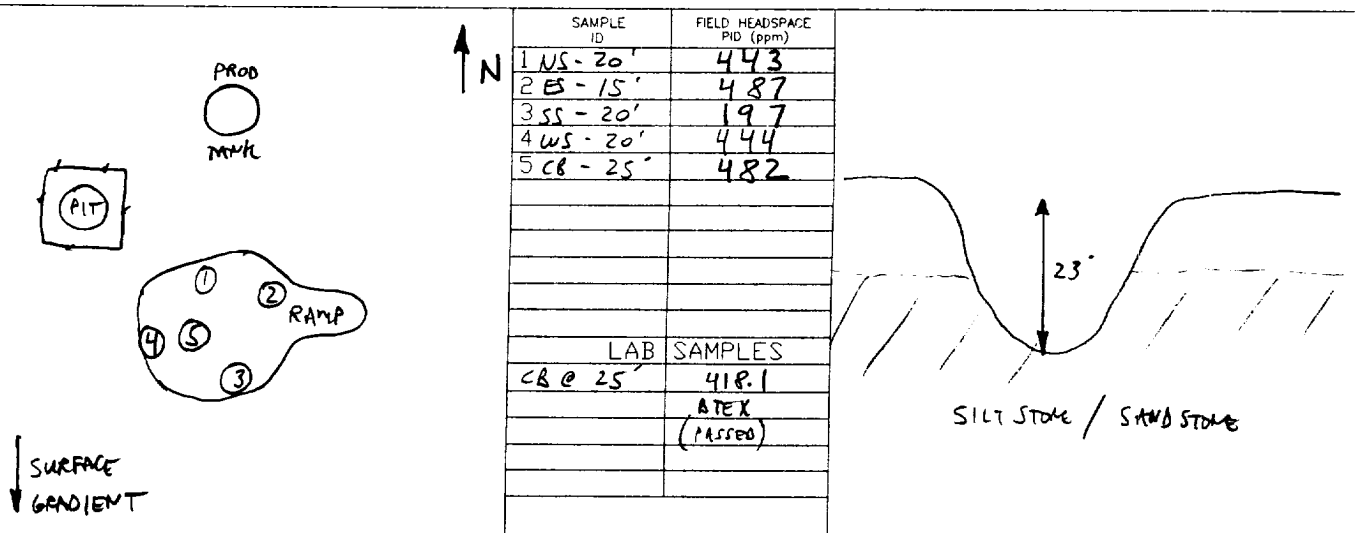 PROD
TANK
PIT
1
2
RAMP
4
5
3
SURFACE
GRADIENT
N
SAMPLE ID FIELD HEADSPACE PID (ppm)
1 NS - 20' 443
2 ES - 15' 487
3 SS - 20' 197
4 WS - 20' 444
5 CB - 25' 482
LAB SAMPLES
CB @ 25' 418.1
BTEX
(PASSED)
23'
SILT STONE / SAND STONE